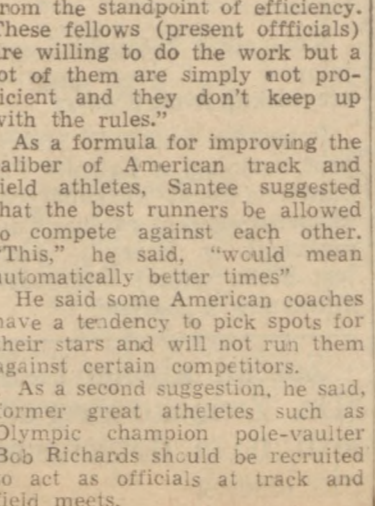 rom the standpoint of efficiency.
These fellows (present offficials)
re willing to do the work but a
ot of them are simply not pro-
icient and they don't keep up
with the rules."
As a formula for improving the
aliber of American track and
ield athletes, Santee suggested
hat the best runners be allowed
o compete against each other.
"This," he said, "would mean
automatically better times"
He said some American coaches
have a tendency to pick spots for
their stars and will not run them
against certain competitors.
As a second suggestion, he said,
former great atheletes such as
Olympic champion pole-vaulter
Bob Richards should be recruited
o act as officials at track and
field meets.